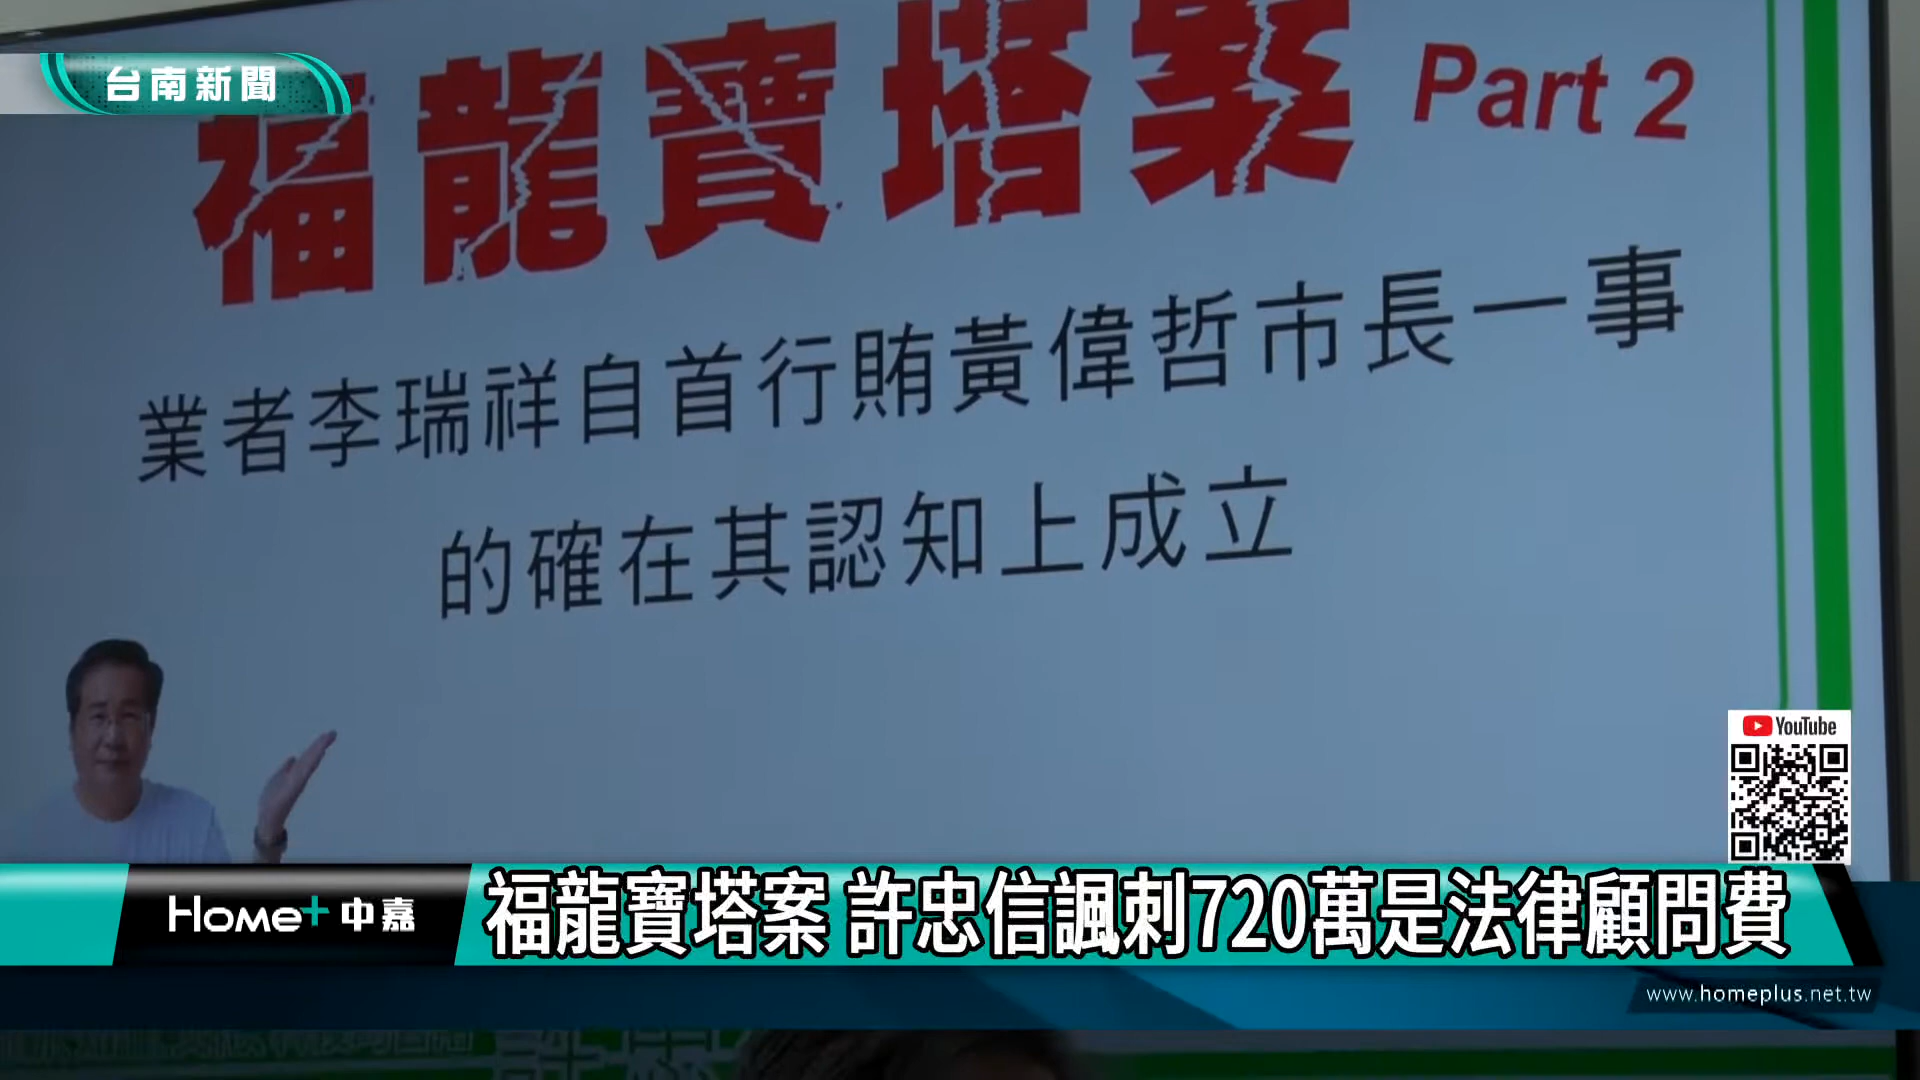 台南新聞
福龍寶塔案 Part 2
業者李瑞祥自首行賄黃偉哲市長一事
的確在其認知上成立
YouTube
Home+ 中嘉
福龍寶塔案 許忠信諷刺720萬是法律顧問費
www.homeplus.net.tw